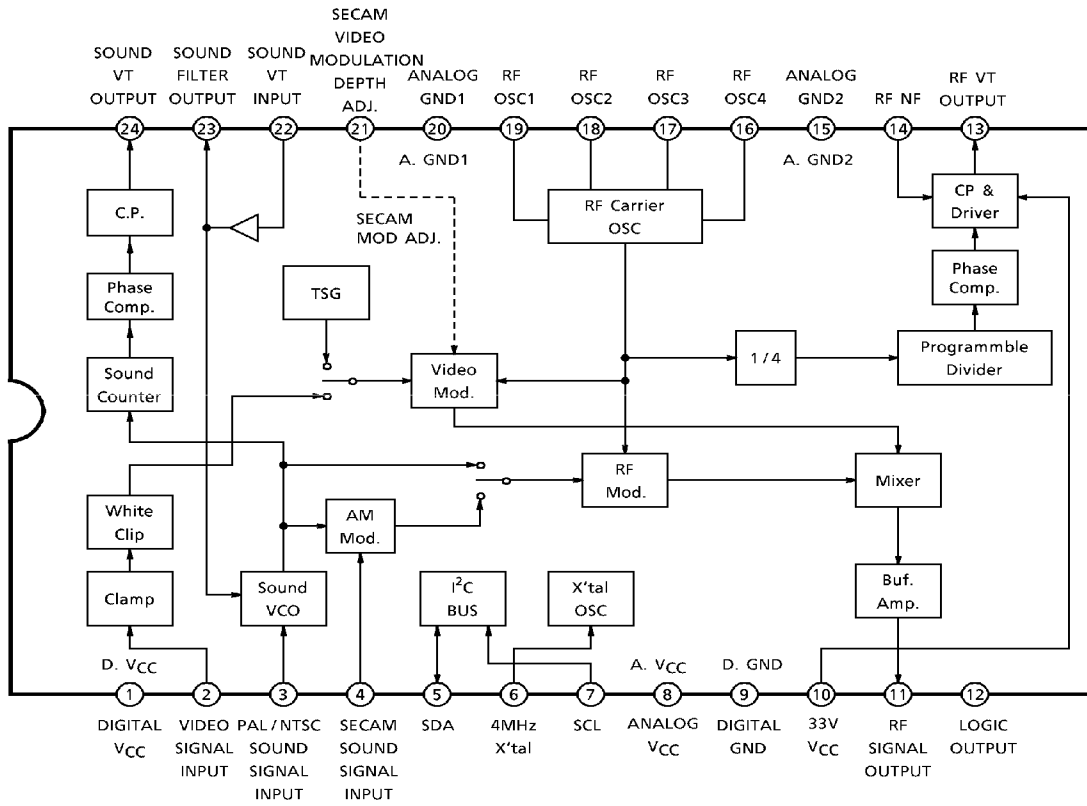 SECAM
SOUND SOUND SOUND VIDEO
VT FILTER VT MODULATION ANALOG RF RF RF RF ANALOG RF VT
OUTPUT OUTPUT INPUT DEPTH GND1 OSC1 OSC2 OSC3 OSC4 GND2 RF NF OUTPUT
ADJ.
24 23 22 21 20 19 18 17 16 15 14 13
A. GND1 A. GND2
C.P.
SECAM
MOD ADJ.
RF Carrier
OSC
CP &
Driver
Phase
Comp.
TSG
Phase
Comp.
Sound
Counter
Video
Mod.
1/4
Programmble
Divider
White
Clip
AM
Mod.
RF
Mod.
Mixer
Clamp
Sound
VCO
I²C
BUS
X'tal
OSC
Buf.
Amp.
D. VCC A. VCC D. GND
1 2 3 4 5 6 7 8 9 10 11 12
DIGITAL VIDEO PAL/NTSC SECAM SDA 4MHz SCL ANALOG DIGITAL 33V RF LOGIC
VCC SIGNAL SOUND SOUND X'tal VCC GND VCC SIGNAL OUTPUT
INPUT SIGNAL SIGNAL OUTPUT
INPUT INPUT